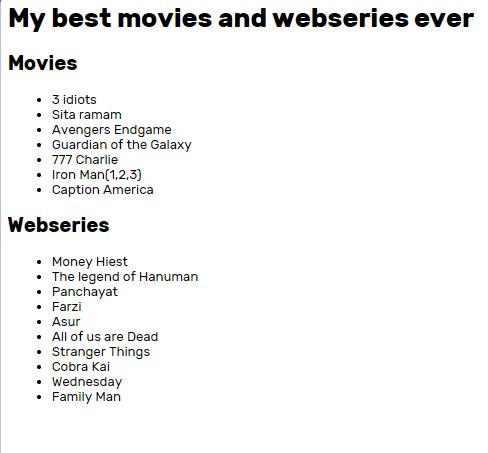 My best movies and webseries ever
Movies
3 idiots
Sita ramam
Avengers Endgame
Guardian of the Galaxy
777 Charlie
Iron Man(1,2,3)
Caption America
Webseries
Money Hiest
The legend of Hanuman
Panchayat
Farzi
Asur
All of us are Dead
Stranger Things
Cobra Kai
Wednesday
Family Man